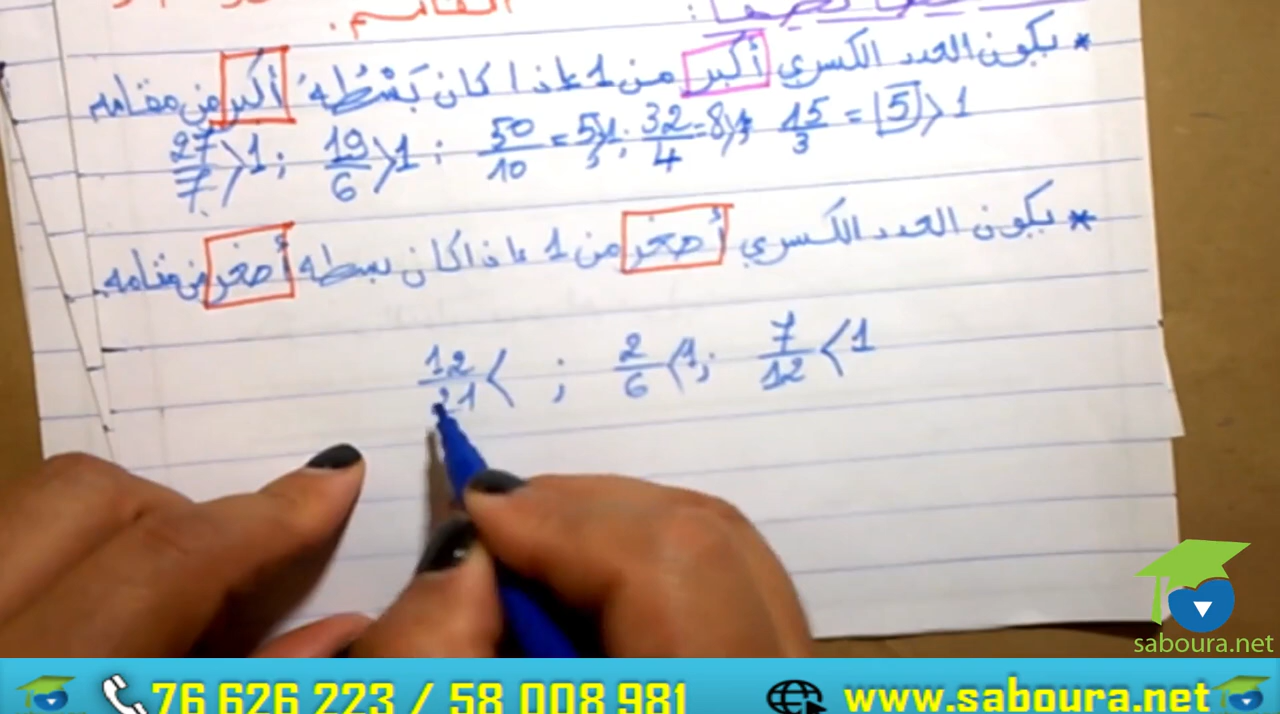 القاسم.
* يكون العدد الكسري أكبر من 1 إذا كان بَسْطُهُ أكبر من مقامه
15/3 = 5 > 1 ; 32/4 = 8 > 1 ; 50/10 = 5 > 1 ; 19/6 > 1 ; 27/7 > 1
* يكون العدد الكسري أصغر من 1 إذا كان بسطه أصغر من مقامه
7/12 < 1 ; 2/6 < 1 ; 12/21 <
saboura.net
76 626 223 / 58 008 981 www.saboura.net